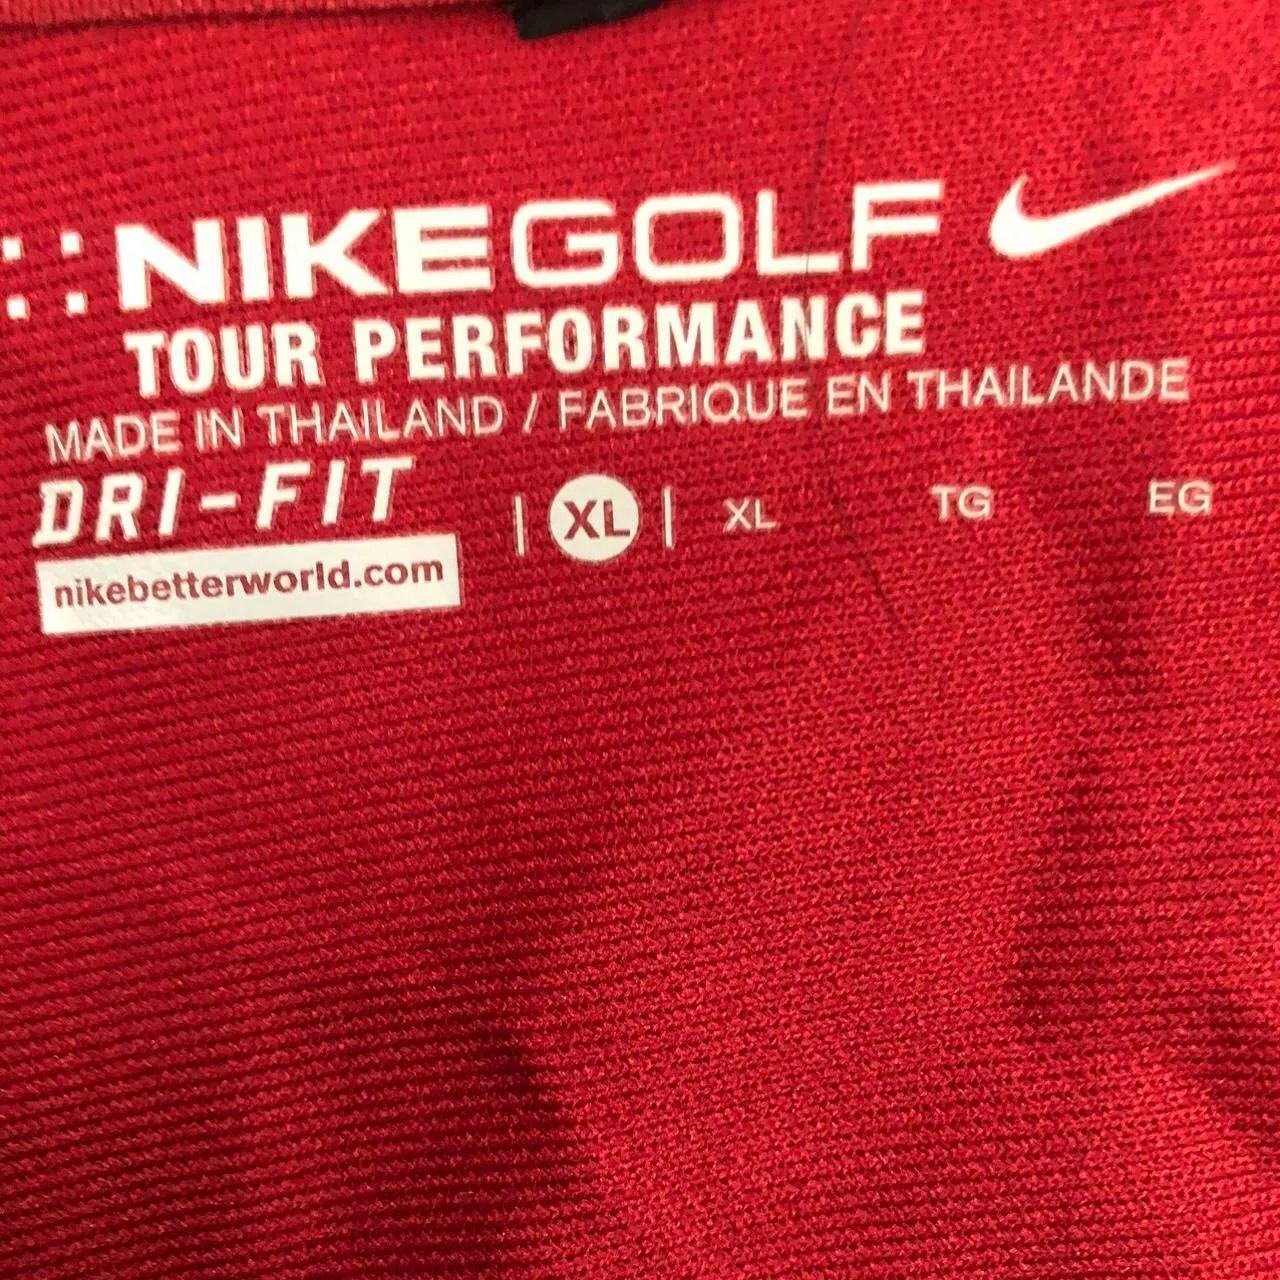 NIKEGOLF
TOUR PERFORMANCE
MADE IN THAILAND / FABRIQUE EN THAILANDE
DRI-FIT | XL | XL TG EG
nikebetterworld.com